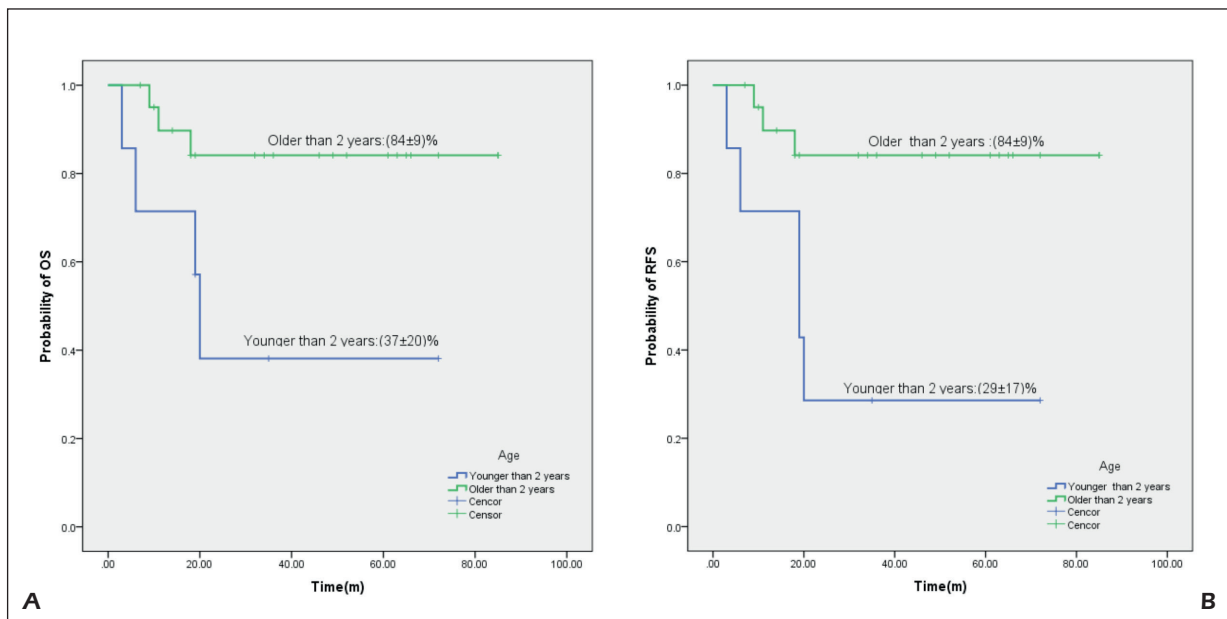 Probability of OS
1.0
0.8
0.6
0.4
0.2
0.0
Older than 2 years:(84±9)%
Younger than 2 years:(37±20)%
Age
Younger than 2 years
Older than 2 years
Cencor
Censor
.00 20.00 40.00 60.00 80.00 100.00
Time(m)
A
Probability of RFS
1.0
0.8
0.6
0.4
0.2
0.0
Older than 2 years :(84±9)%
Younger than 2 years:(29±17)%
Age
Younger than 2 years
Older than 2 years
Cencor
Cencor
.00 20.00 40.00 60.00 80.00 100.00
Time(m)
B